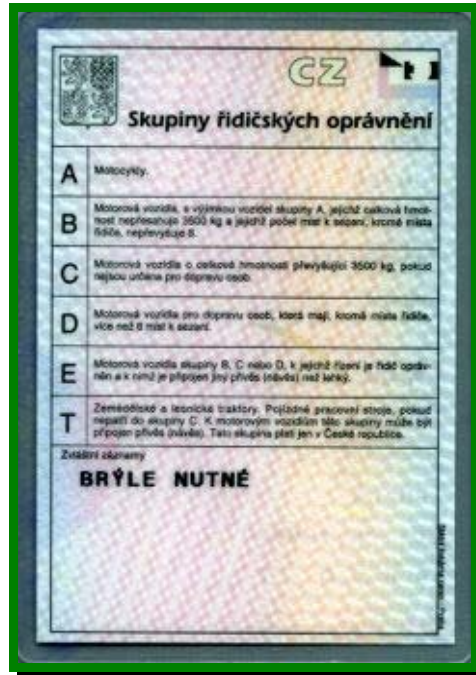 CZ
Skupiny řidičských oprávnění
A
Motocykly.
B
Motorová vozidla, s výjimkou vozidel skupiny A, jejichž celková hmot-
nost nepřesahuje 3500 kg a jejichž počet míst k sezení, kromě místa
řidiče, nepřevyšuje 8.
C
Motorová vozidla o celkové hmotnosti převyšující 3500 kg, pokud
nejsou určena pro dopravu osob.
D
Motorová vozidla pro dopravu osob, která mají, kromě místa řidiče,
více než 8 míst k sezení.
E
Motorová vozidla skupiny B, C nebo D, k jejichž řízení je řidič opráv-
něn a k nimž je připojen jiný přívěs (návěs) než lehký.
T
Zemědělské a lesnické traktory. Pojízdné pracovní stroje, pokud
nepatří do skupiny C. K motorovým vozidlům této skupiny může být
připojen přívěs (návěs). Tato skupina platí jen v České republice.
Zvláštní záznamy
BRÝLE NUTNÉ